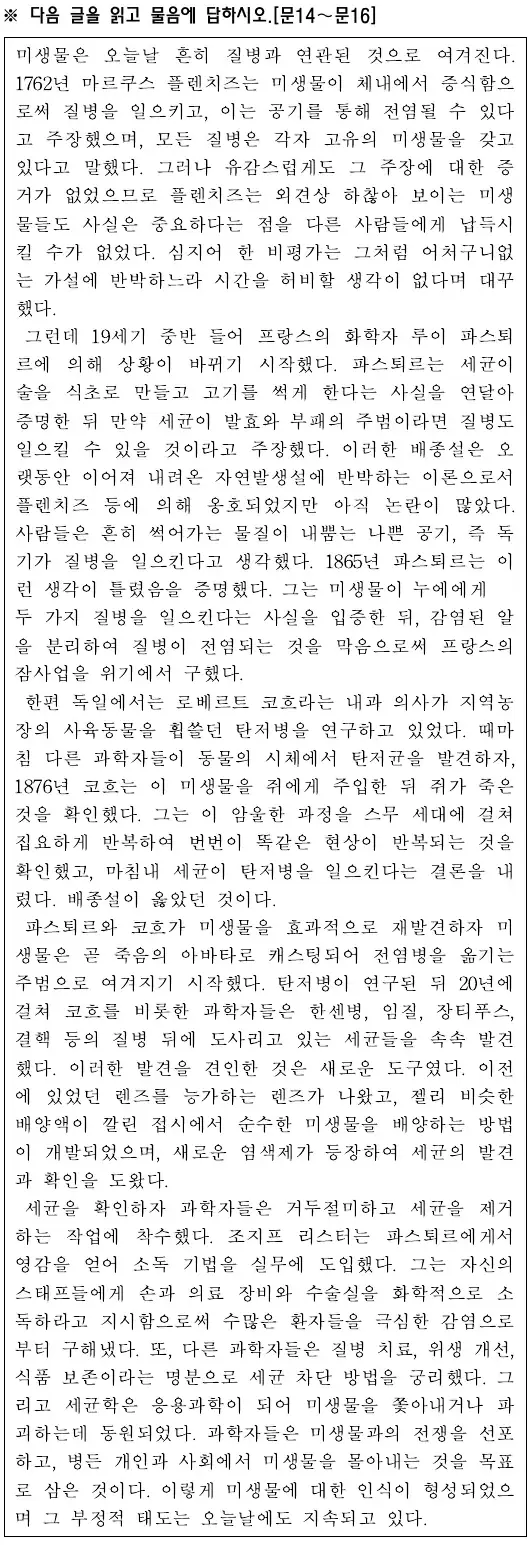 ※ 다음 글을 읽고 물음에 답하시오.[문14～문16]
미생물은 오늘날 흔히 질병과 연관된 것으로 여겨진다.
1762년 마르쿠스 플렌치즈는 미생물이 체내에서 증식함으
로써 질병을 일으키고, 이는 공기를 통해 전염될 수 있다
고 주장했으며, 모든 질병은 각자 고유의 미생물을 갖고
있다고 말했다. 그러나 유감스럽게도 그 주장에 대한 증
거가 없었으므로 플렌치즈는 외견상 하찮아 보이는 미생
물들도 사실은 중요하다는 점을 다른 사람들에게 납득시
킬 수가 없었다. 심지어 한 비평가는 그처럼 어처구니없
는 가설에 반박하느라 시간을 허비할 생각이 없다며 대꾸
했다.
그런데 19세기 중반 들어 프랑스의 화학자 루이 파스퇴
르에 의해 상황이 바뀌기 시작했다. 파스퇴르는 세균이
술을 식초로 만들고 고기를 썩게 한다는 사실을 연달아
증명한 뒤 만약 세균이 발효와 부패의 주범이라면 질병도
일으킬 수 있을 것이라고 주장했다. 이러한 배종설은 오
랫동안 이어져 내려온 자연발생설에 반박하는 이론으로서
플렌치즈 등에 의해 옹호되었지만 아직 논란이 많았다.
사람들은 흔히 썩어가는 물질이 내뿜는 나쁜 공기, 즉 독
기가 질병을 일으킨다고 생각했다. 1865년 파스퇴르는 이
런 생각이 틀렸음을 증명했다. 그는 미생물이 누에에게
두 가지 질병을 일으킨다는 사실을 입증한 뒤, 감염된 알
을 분리하여 질병이 전염되는 것을 막음으로써 프랑스의
잠사업을 위기에서 구했다.
한편 독일에서는 로베르트 코흐라는 내과 의사가 지역농
장의 사육동물을 휩쓸던 탄저병을 연구하고 있었다. 때마
침 다른 과학자들이 동물의 시체에서 탄저균을 발견하자,
1876년 코흐는 이 미생물을 쥐에게 주입한 뒤 쥐가 죽은
것을 확인했다. 그는 이 암울한 과정을 스무 세대에 걸쳐
집요하게 반복하여 번번이 똑같은 현상이 반복되는 것을
확인했고, 마침내 세균이 탄저병을 일으킨다는 결론을 내
렸다. 배종설이 옳았던 것이다.
파스퇴르와 코흐가 미생물을 효과적으로 재발견하자 미
생물은 곧 죽음의 아바타로 캐스팅되어 전염병을 옮기는
주범으로 여겨지기 시작했다. 탄저병이 연구된 뒤 20년에
걸쳐 코흐를 비롯한 과학자들은 한센병, 임질, 장티푸스,
결핵 등의 질병 뒤에 도사리고 있는 세균들을 속속 발견
했다. 이러한 발견을 견인한 것은 새로운 도구였다. 이전
에 있었던 렌즈를 능가하는 렌즈가 나왔고, 젤리 비슷한
배양액이 깔린 접시에서 순수한 미생물을 배양하는 방법
이 개발되었으며, 새로운 염색제가 등장하여 세균의 발견
과 확인을 도왔다.
세균을 확인하자 과학자들은 거두절미하고 세균을 제거
하는 작업에 착수했다. 조지프 리스터는 파스퇴르에게서
영감을 얻어 소독 기법을 실무에 도입했다. 그는 자신의
스태프들에게 손과 의료 장비와 수술실을 화학적으로 소
독하라고 지시함으로써 수많은 환자들을 극심한 감염으로
부터 구해냈다. 또, 다른 과학자들은 질병 치료, 위생 개선,
식품 보존이라는 명분으로 세균 차단 방법을 궁리했다. 그
리고 세균학은 응용과학이 되어 미생물을 쫓아내거나 파
괴하는데 동원되었다. 과학자들은 미생물과의 전쟁을 선포
하고, 병든 개인과 사회에서 미생물을 몰아내는 것을 목표
로 삼은 것이다. 이렇게 미생물에 대한 인식이 형성되었으
며 그 부정적 태도는 오늘날에도 지속되고 있다.